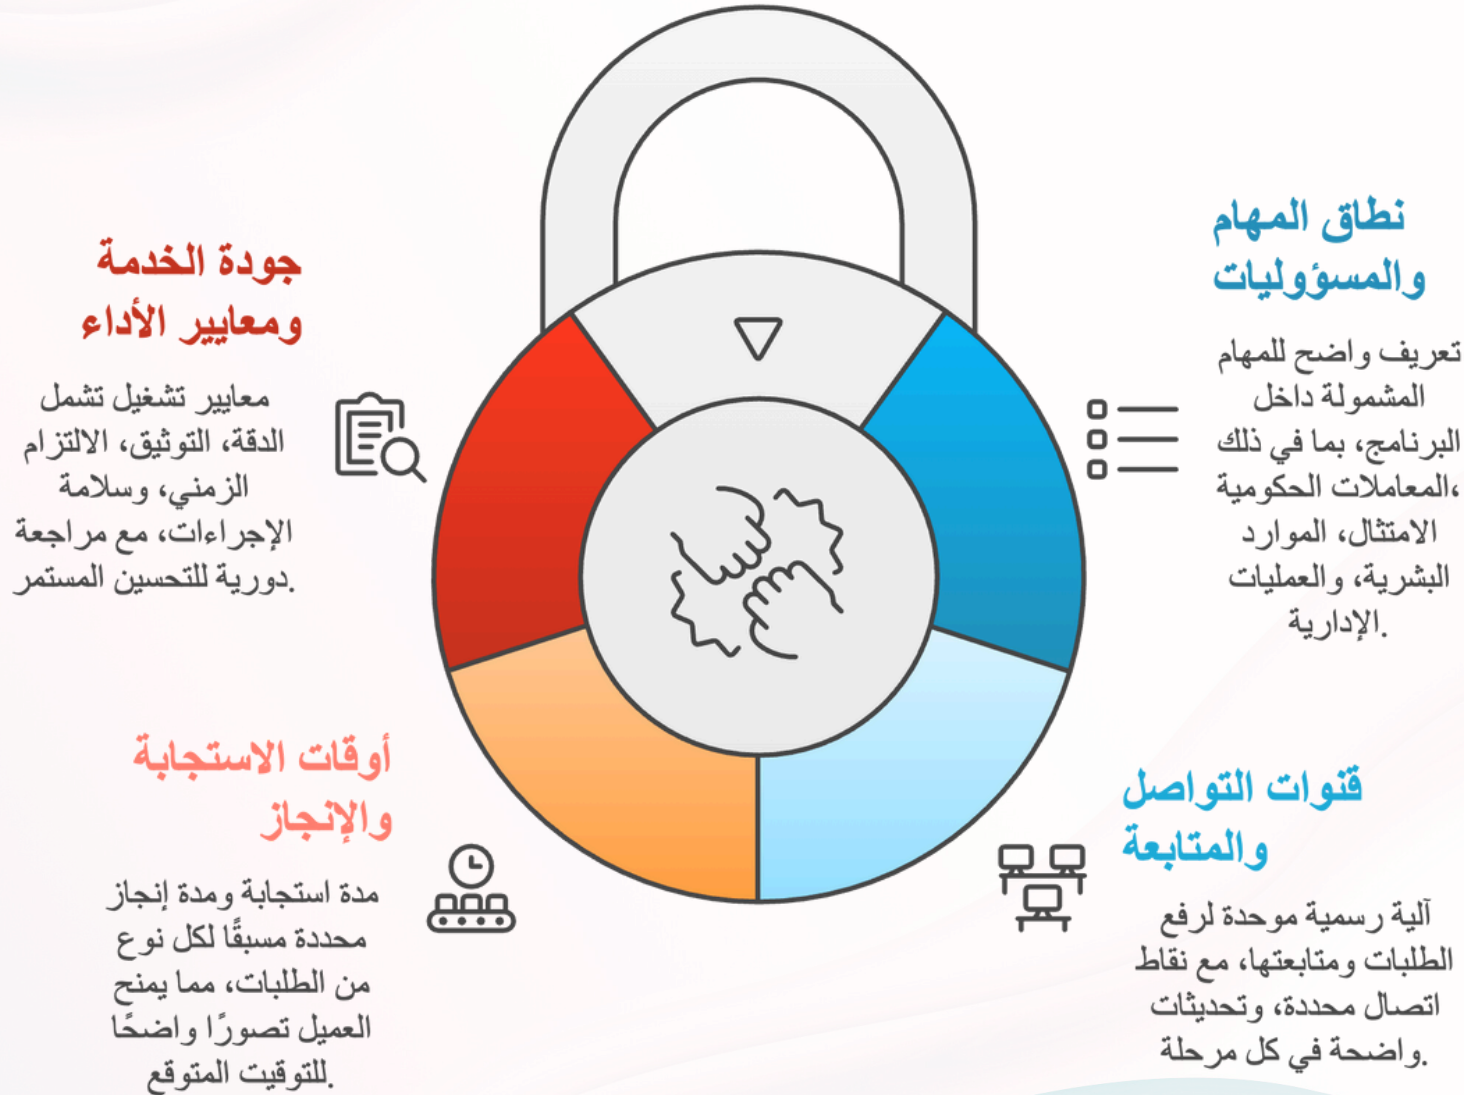 نطاق المهام
والمسؤوليات
تعريف واضح للمهام
المشمولة داخل
البرنامج، بما في ذلك
المعاملات الحكومية،
الامتثال، الموارد
البشرية، والعمليات
الإدارية.
قنوات التواصل
والمتابعة
آلية رسمية موحدة لرفع
الطلبات ومتابعتها، مع نقاط
اتصال محددة، وتحديثات
واضحة في كل مرحلة.
جودة الخدمة
ومعايير الأداء
معايير تشغيل تشمل
الدقة، التوثيق، الالتزام
الزمني، وسلامة
الإجراءات، مع مراجعة
دورية للتحسين المستمر.
أوقات الاستجابة
والإنجاز
مدة استجابة ومدة إنجاز
محددة مسبقًا لكل نوع
من الطلبات، مما يمنح
العميل تصورًا واضحًا
للتوقيت المتوقع.